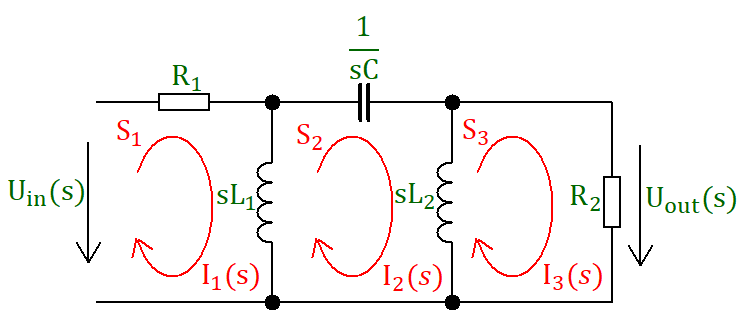 1
sC
R₁
S₁
S₂
S₃
Uᵢₙ(s)
sL₁
sL₂
R₂
Uₒᵤₜ(s)
I₁(s)
I₂(s)
I₃(s)